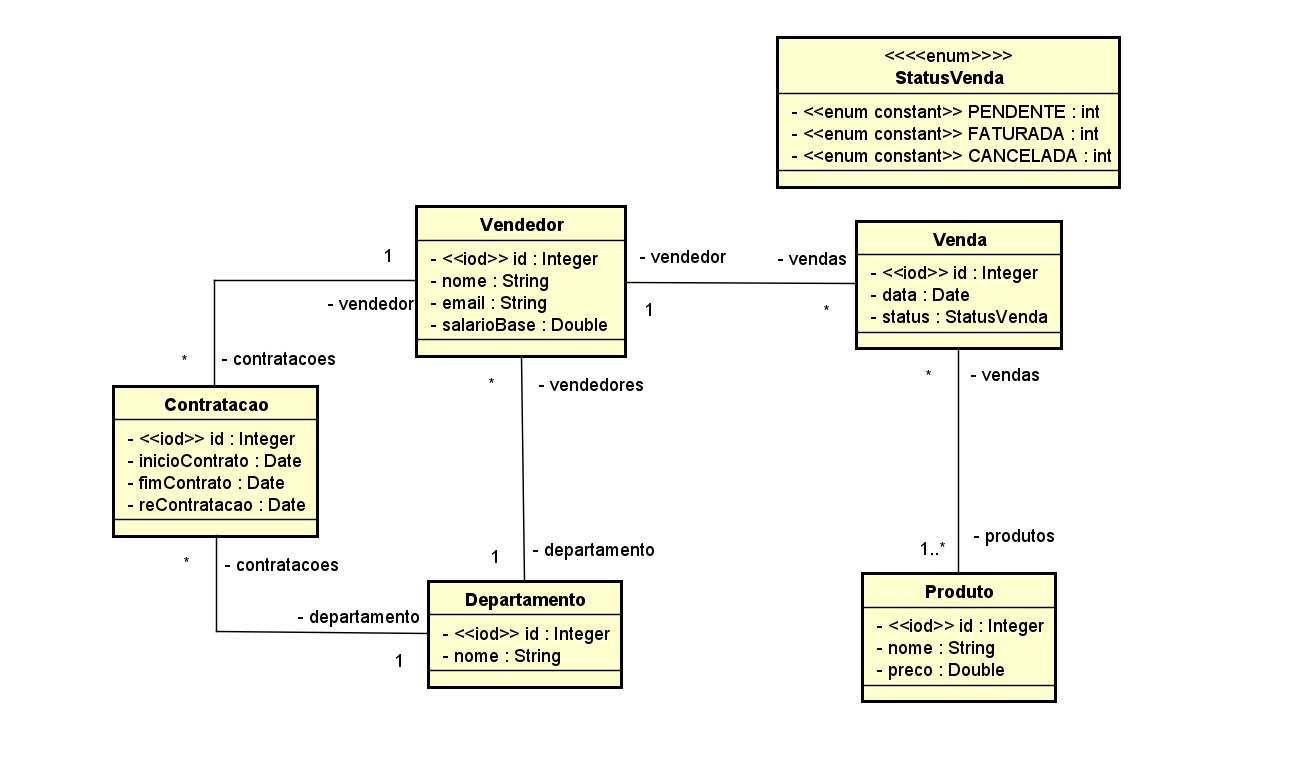 <<<<enum>>>>
StatusVenda
- <<enum constant>> PENDENTE : int
- <<enum constant>> FATURADA : int
- <<enum constant>> CANCELADA : int
Vendedor
- <<iod>> id : Integer
- nome : String
- email : String
- salarioBase : Double
1
- vendedor
- vendedor
1
- vendas
*
Venda
- <<iod>> id : Integer
- data : Date
- status : StatusVenda
*
- contratacoes
*
- vendedores
*
- vendas
Contratacao
- <<iod>> id : Integer
- inicioContrato : Date
- fimContrato : Date
- reContratacao : Date
*
- contratacoes
1
- departamento
1..*
- produtos
- departamento
1
Departamento
- <<iod>> id : Integer
- nome : String
Produto
- <<iod>> id : Integer
- nome : String
- preco : Double